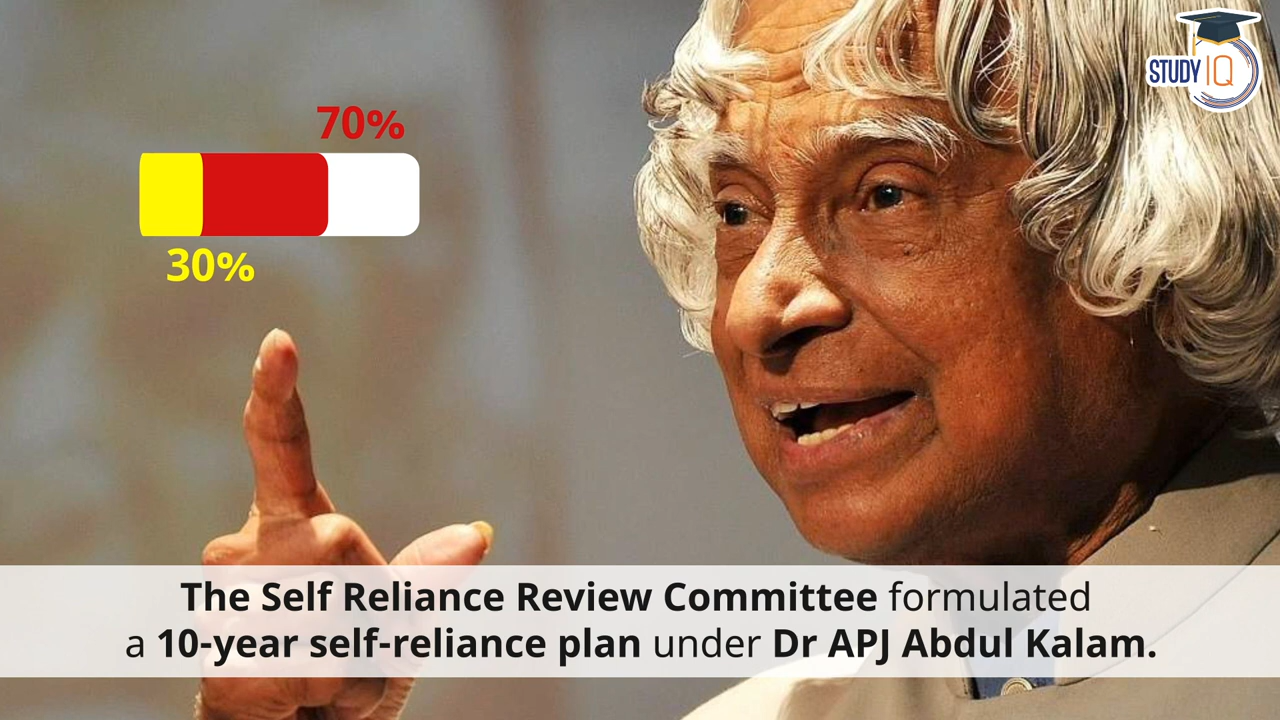 STUDY IQ
70%
30%
The Self Reliance Review Committee formulated
a 10-year self-reliance plan under Dr APJ Abdul Kalam.